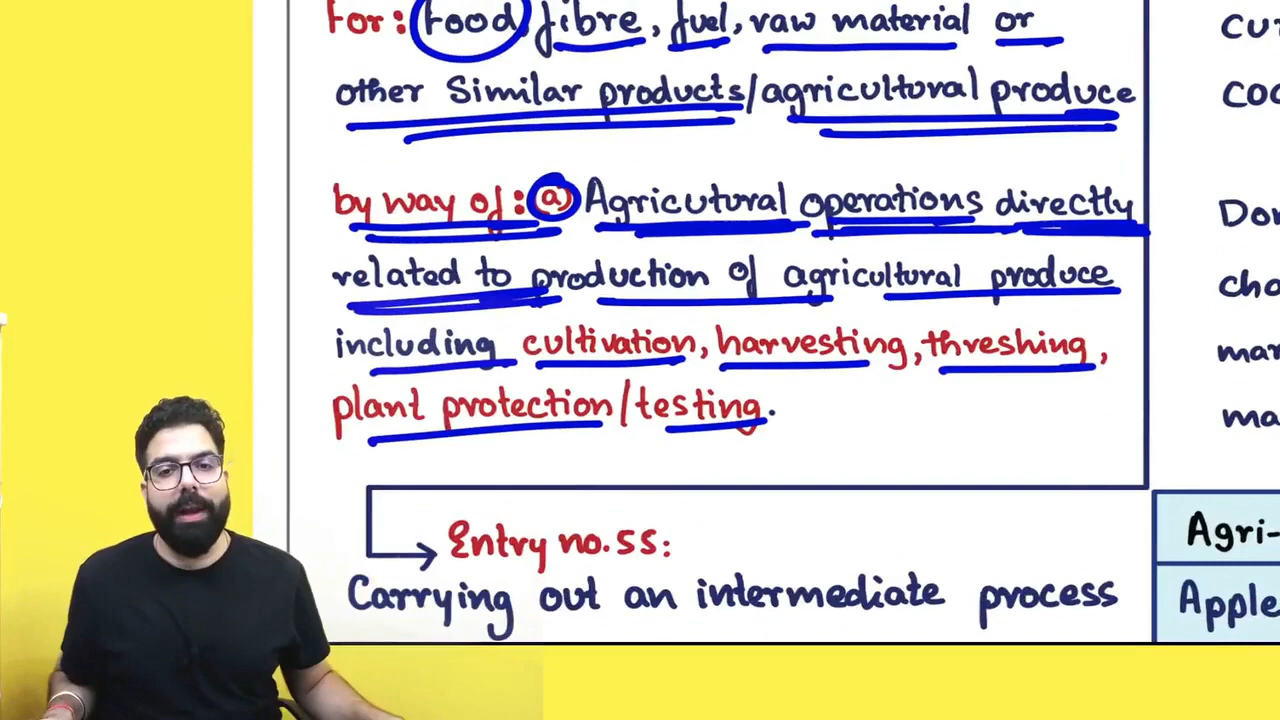 For: Food, fibre, fuel, raw material or
other Similar products/agricultural produce
by way of: a) Agricutural operations directly
related to production of agricultural produce
including cultivation, harvesting, threshing,
plant protection/testing.
Entry no.55:
Carrying out an intermediate process
Agri-
Apple